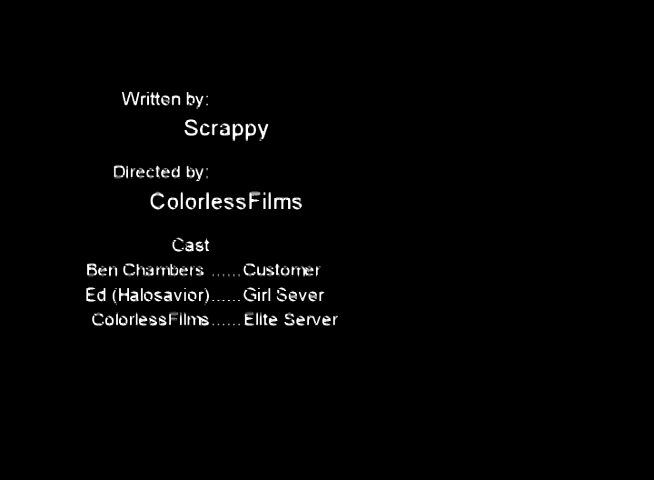 Written by:
Scrappy
Directed by:
ColorlessFilms
Cast
Ben Chambers ......Customer
Ed (Halosavior)......Girl Sever
ColorlessFilms......Elite Server